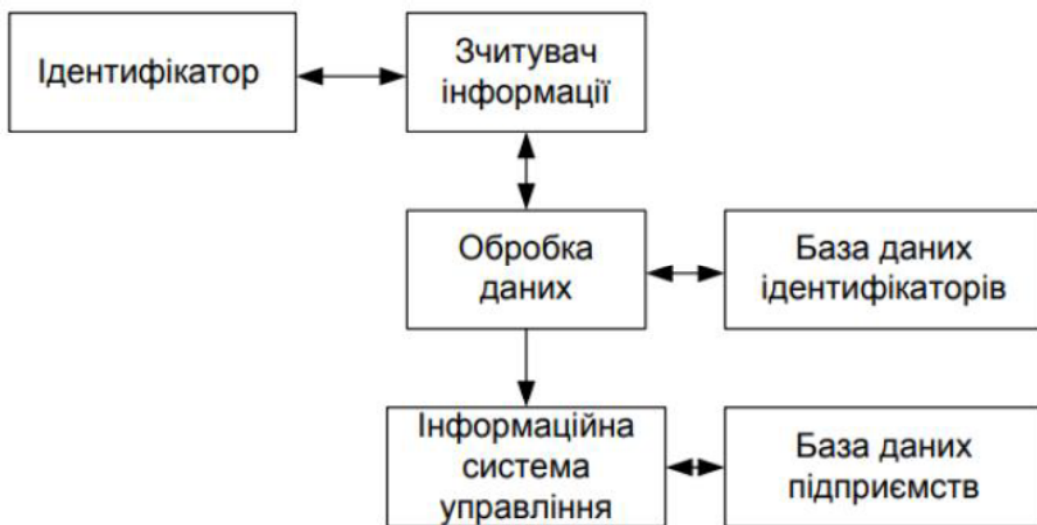 Ідентифікатор
Зчитувач
інформації
Обробка
даних
База даних
ідентифікаторів
Інформаційна
система
управління
База даних
підприємств